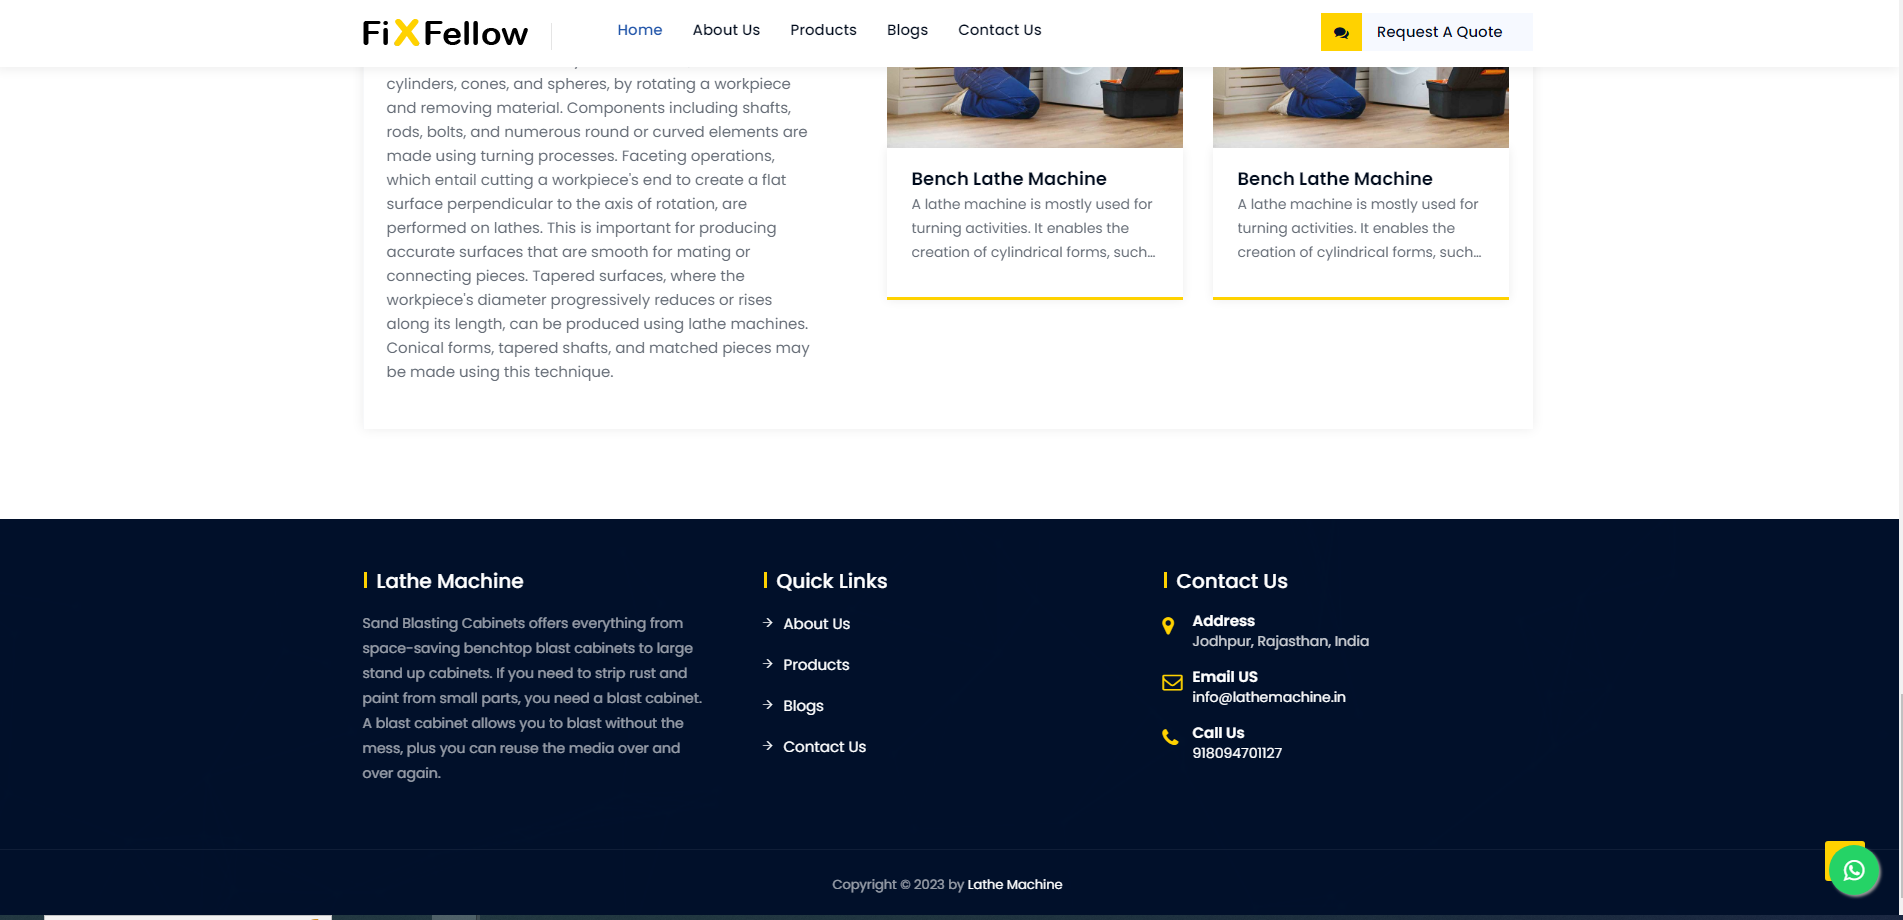 FiXFellow
Home
About Us
Products
Blogs
Contact Us
Request A Quote
cylinders, cones, and spheres, by rotating a workpiece
and removing material. Components including shafts,
rods, bolts, and numerous round or curved elements are
made using turning processes. Faceting operations,
which entail cutting a workpiece's end to create a flat
surface perpendicular to the axis of rotation, are
performed on lathes. This is important for producing
accurate surfaces that are smooth for mating or
connecting pieces. Tapered surfaces, where the
workpiece's diameter progressively reduces or rises
along its length, can be produced using lathe machines.
Conical forms, tapered shafts, and matched pieces may
be made using this technique.
Bench Lathe Machine
A lathe machine is mostly used for
turning activities. It enables the
creation of cylindrical forms, such...
Bench Lathe Machine
A lathe machine is mostly used for
turning activities. It enables the
creation of cylindrical forms, such...
Lathe Machine
Sand Blasting Cabinets offers everything from
space-saving benchtop blast cabinets to large
stand up cabinets. If you need to strip rust and
paint from small parts, you need a blast cabinet.
A blast cabinet allows you to blast without the
mess, plus you can reuse the media over and
over again.
Quick Links
About Us
Products
Blogs
Contact Us
Contact Us
Address
Jodhpur, Rajasthan, India
Email US
info@lathemachine.in
Call Us
918094701127
Copyright © 2023 by Lathe Machine